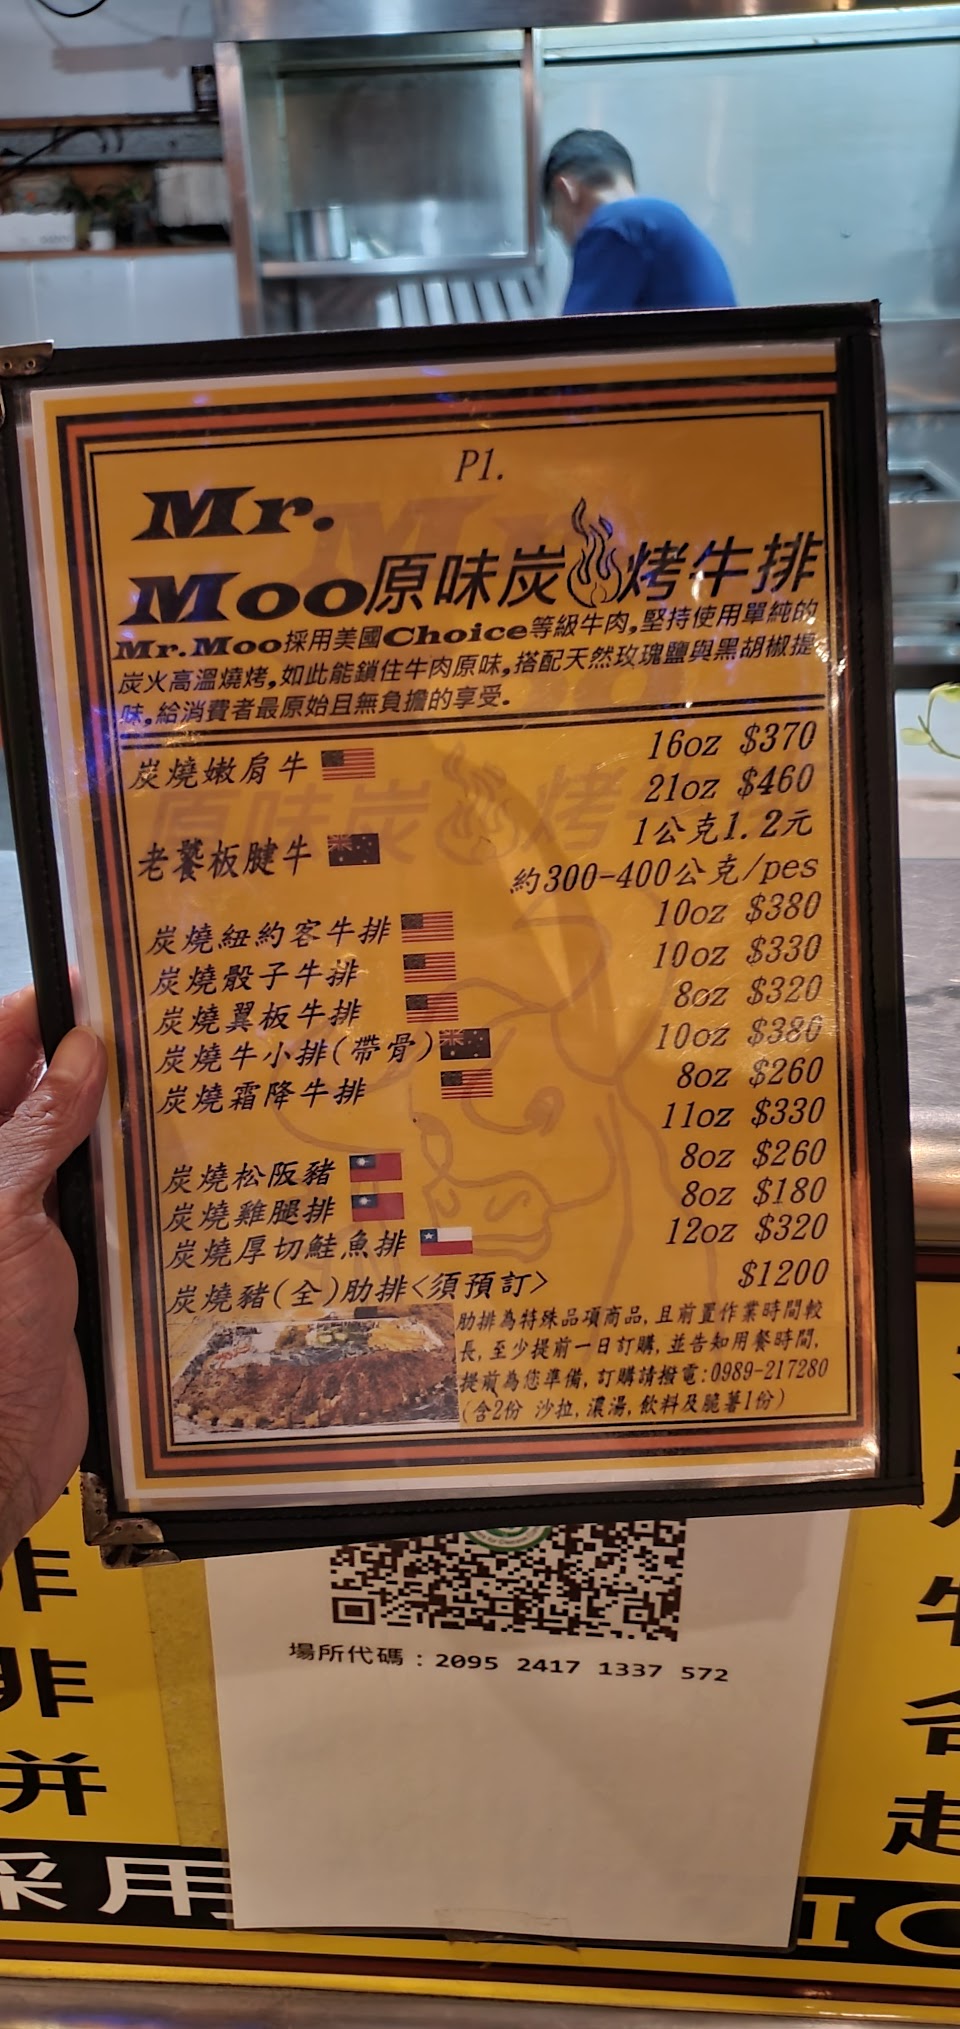 P1.
Mr.
Moo原味炭烤牛排
Mr.Moo採用美國Choice等級牛肉,堅持使用單純的
炭火高溫燒烤,如此能鎖住牛肉原味,搭配天然玫瑰鹽與黑胡椒提
味,給消費者最原始且無負擔的享受.
炭燒嫩肩牛 16oz $370
21oz $460
老饕板腱牛 1公克1.2元
約300-400公克/pes
炭燒紐約客牛排 10oz $380
炭燒骰子牛排 10oz $330
炭燒翼板牛排 8oz $320
炭燒牛小排(帶骨) 10oz $380
炭燒霜降牛排 8oz $260
11oz $330
炭燒松阪豬 8oz $260
炭燒雞腿排 8oz $180
炭燒厚切鮭魚排 12oz $320
炭燒豬(全)肋排<須預訂> $1200
肋排為特殊品項商品,且前置作業時間較
長,至少提前一日訂購,並告知用餐時間,
提前為您準備,訂購請撥電:0989-217280
(含2份 沙拉,濃湯,飲料及脆薯1份)
場所代碼：2095 2417 1337 572
排
併
採用
牛
合
起